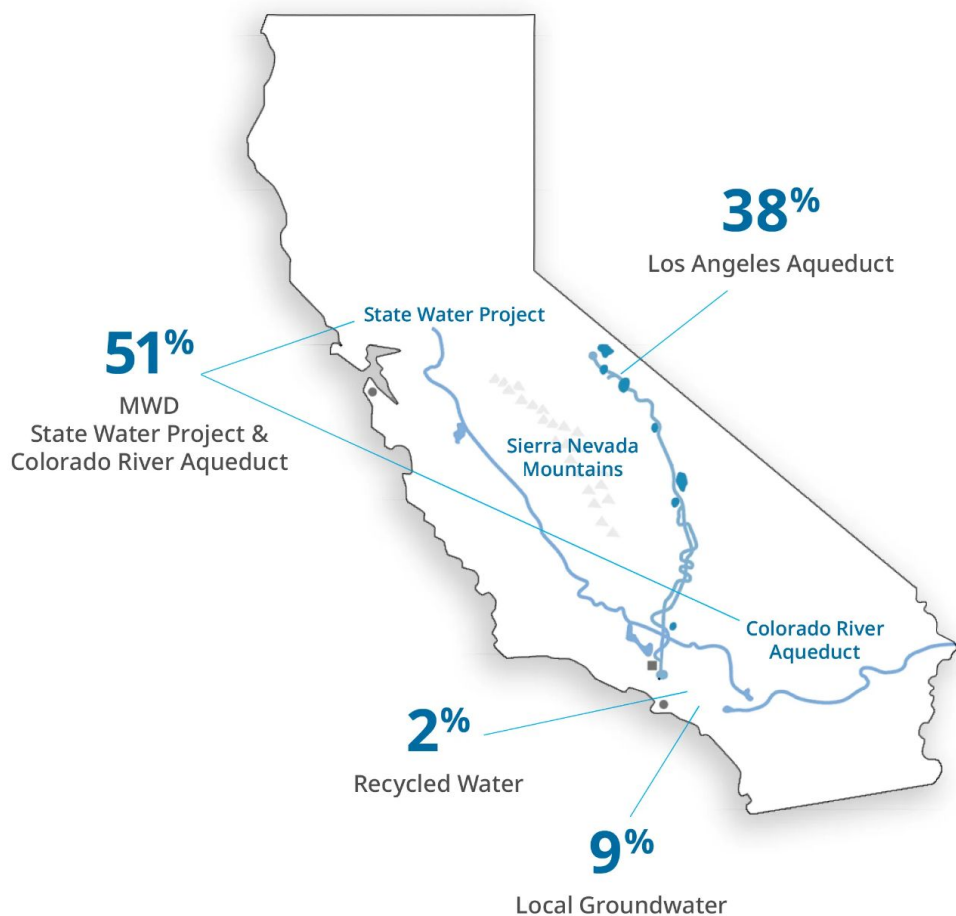 38%
Los Angeles Aqueduct
State Water Project
51%
MWD
State Water Project &
Colorado River Aqueduct
Sierra Nevada
Mountains
Colorado River
Aqueduct
2%
Recycled Water
9%
Local Groundwater